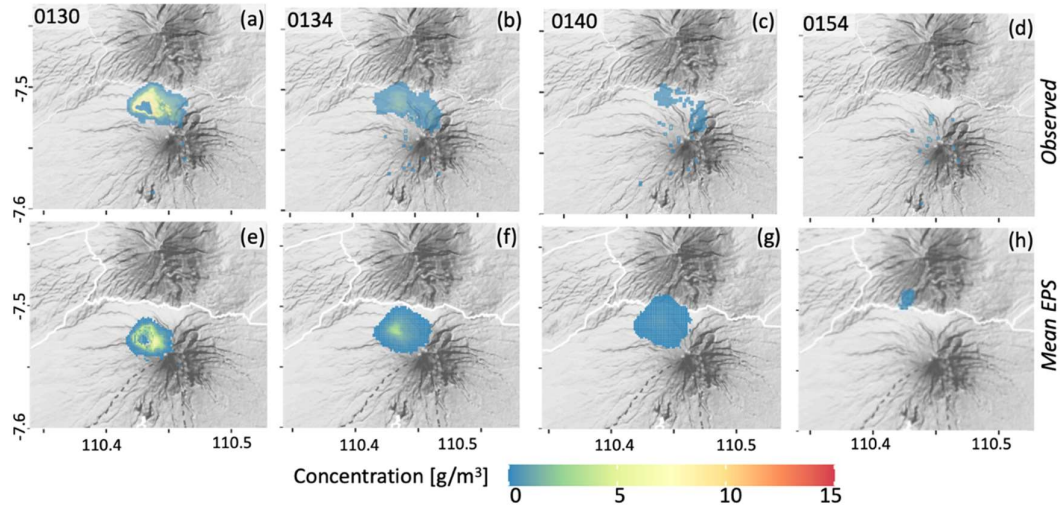 0130 (a) 0134 (b) 0140 (c) 0154 (d)
-7.5
-7.6
Observed
(e) (f) (g) (h)
-7.5
-7.6
Mean EPS
110.4 110.5 110.4 110.5 110.4 110.5 110.4 110.5
Concentration [g/m³]
0 5 10 15